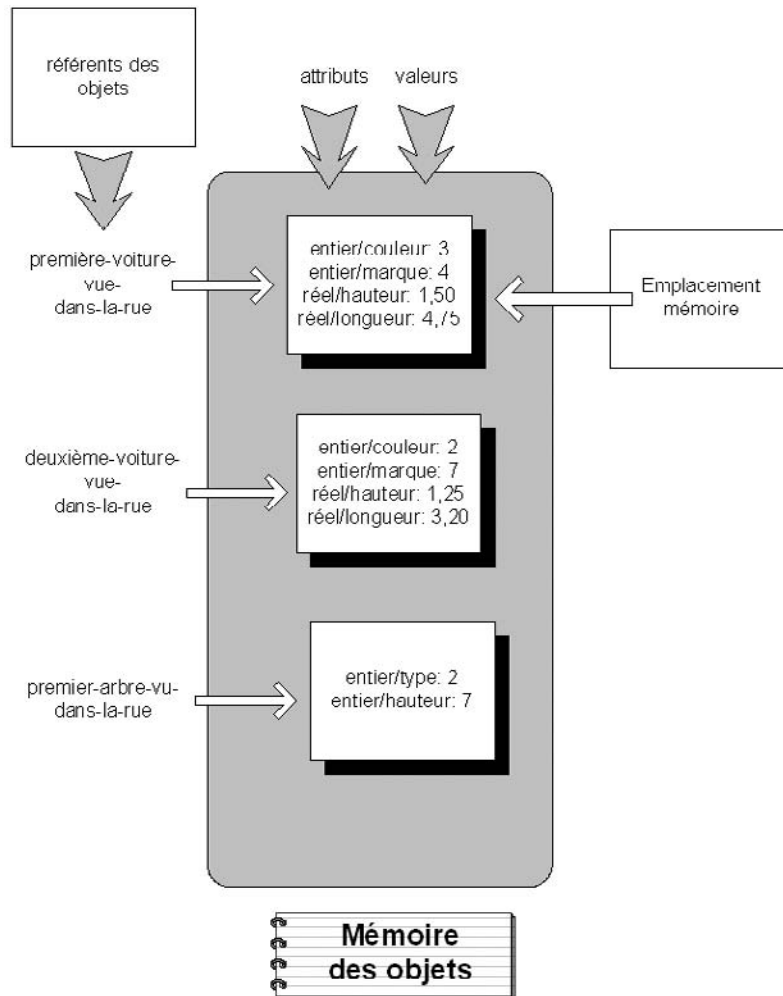 référents des
objets
attributs
valeurs
première-voiture-
vue-
dans-la-rue
entier/couleur: 3
entier/marque: 4
réel/hauteur: 1,50
réel/longueur: 4,75
Emplacement
mémoire
deuxième-voiture-
vue-
dans-la-rue
entier/couleur: 2
entier/marque: 7
réel/hauteur: 1,25
réel/longueur: 3,20
premier-arbre-vu-
dans-la-rue
entier/type: 2
entier/hauteur: 7
Mémoire
des objets